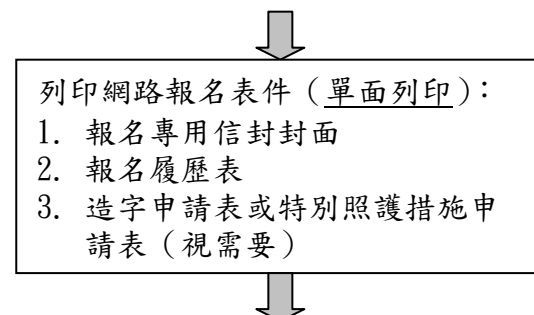 列印網路報名表件（單面列印）：
1. 報名專用信封封面
2. 報名履歷表
3. 造字申請表或特別照護措施申
請表（視需要）